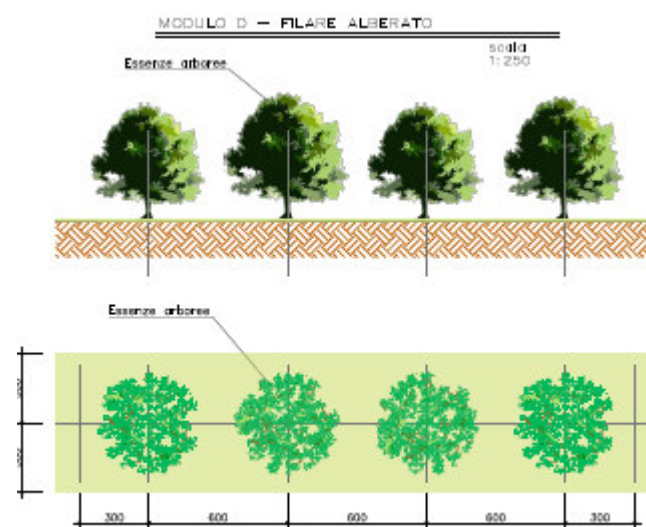 MODULO D – FILARE ALBERATO
scala
1:250
Essenze arboree
Essenze arboree
300 600 600 600 300